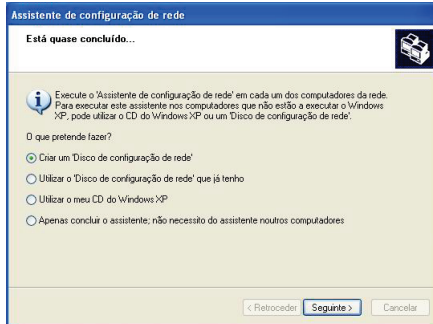 Assistente de configuração de rede
Está quase concluído...
Execute o 'Assistente de configuração de rede' em cada um dos computadores da rede.
Para executar este assistente nos computadores que não estão a executar o Windows
XP, pode utilizar o CD do Windows XP ou um 'Disco de configuração de rede'.
O que pretende fazer?
Criar um 'Disco de configuração de rede'
Utilizar o 'Disco de configuração de rede' que já tenho
Utilizar o meu CD do Windows XP
Apenas concluir o assistente; não necessito do assistente noutros computadores
< Retroceder Seguinte > Cancelar